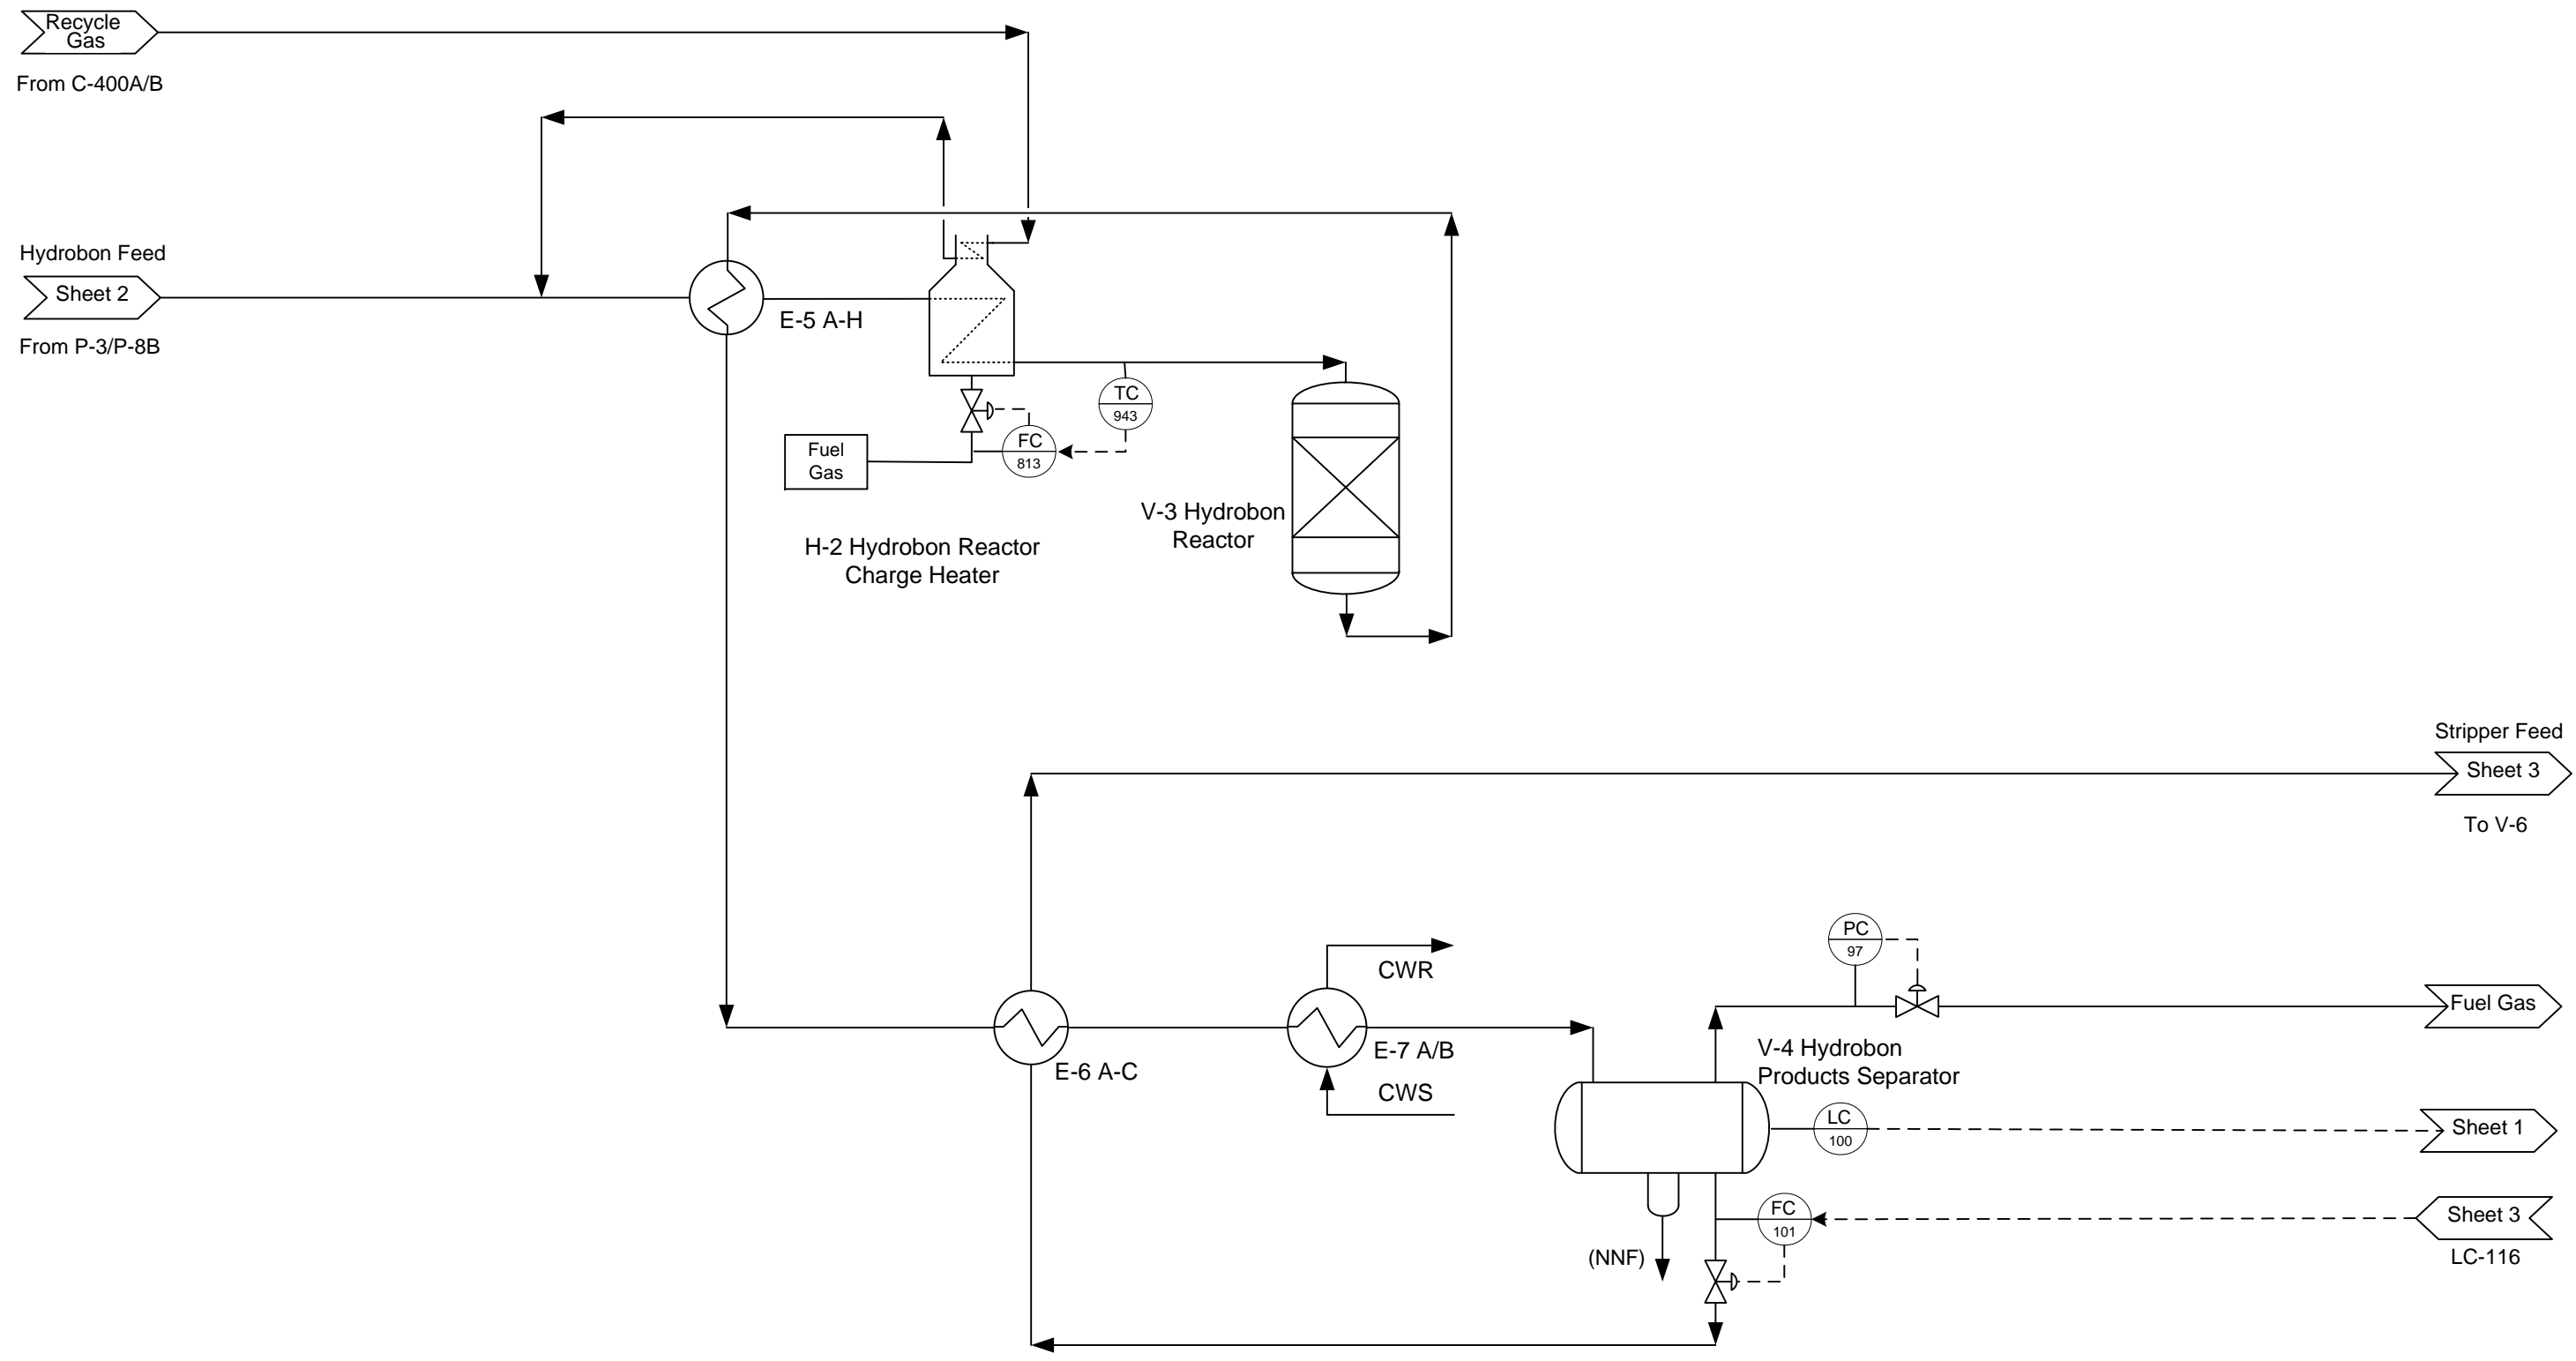 Recycle
Gas
From C-400A/B
Hydrobon Feed
Sheet 2
From P-3/P-8B
E-5 A-H
TC
943
FC
813
Fuel
Gas
V-3 Hydrobon
Reactor
H-2 Hydrobon Reactor
Charge Heater
Stripper Feed
Sheet 3
To V-6
PC
97
CWR
Fuel Gas
E-7 A/B
V-4 Hydrobon
Products Separator
E-6 A-C
CWS
LC
100
Sheet 1
FC
101
Sheet 3
(NNF)
LC-116